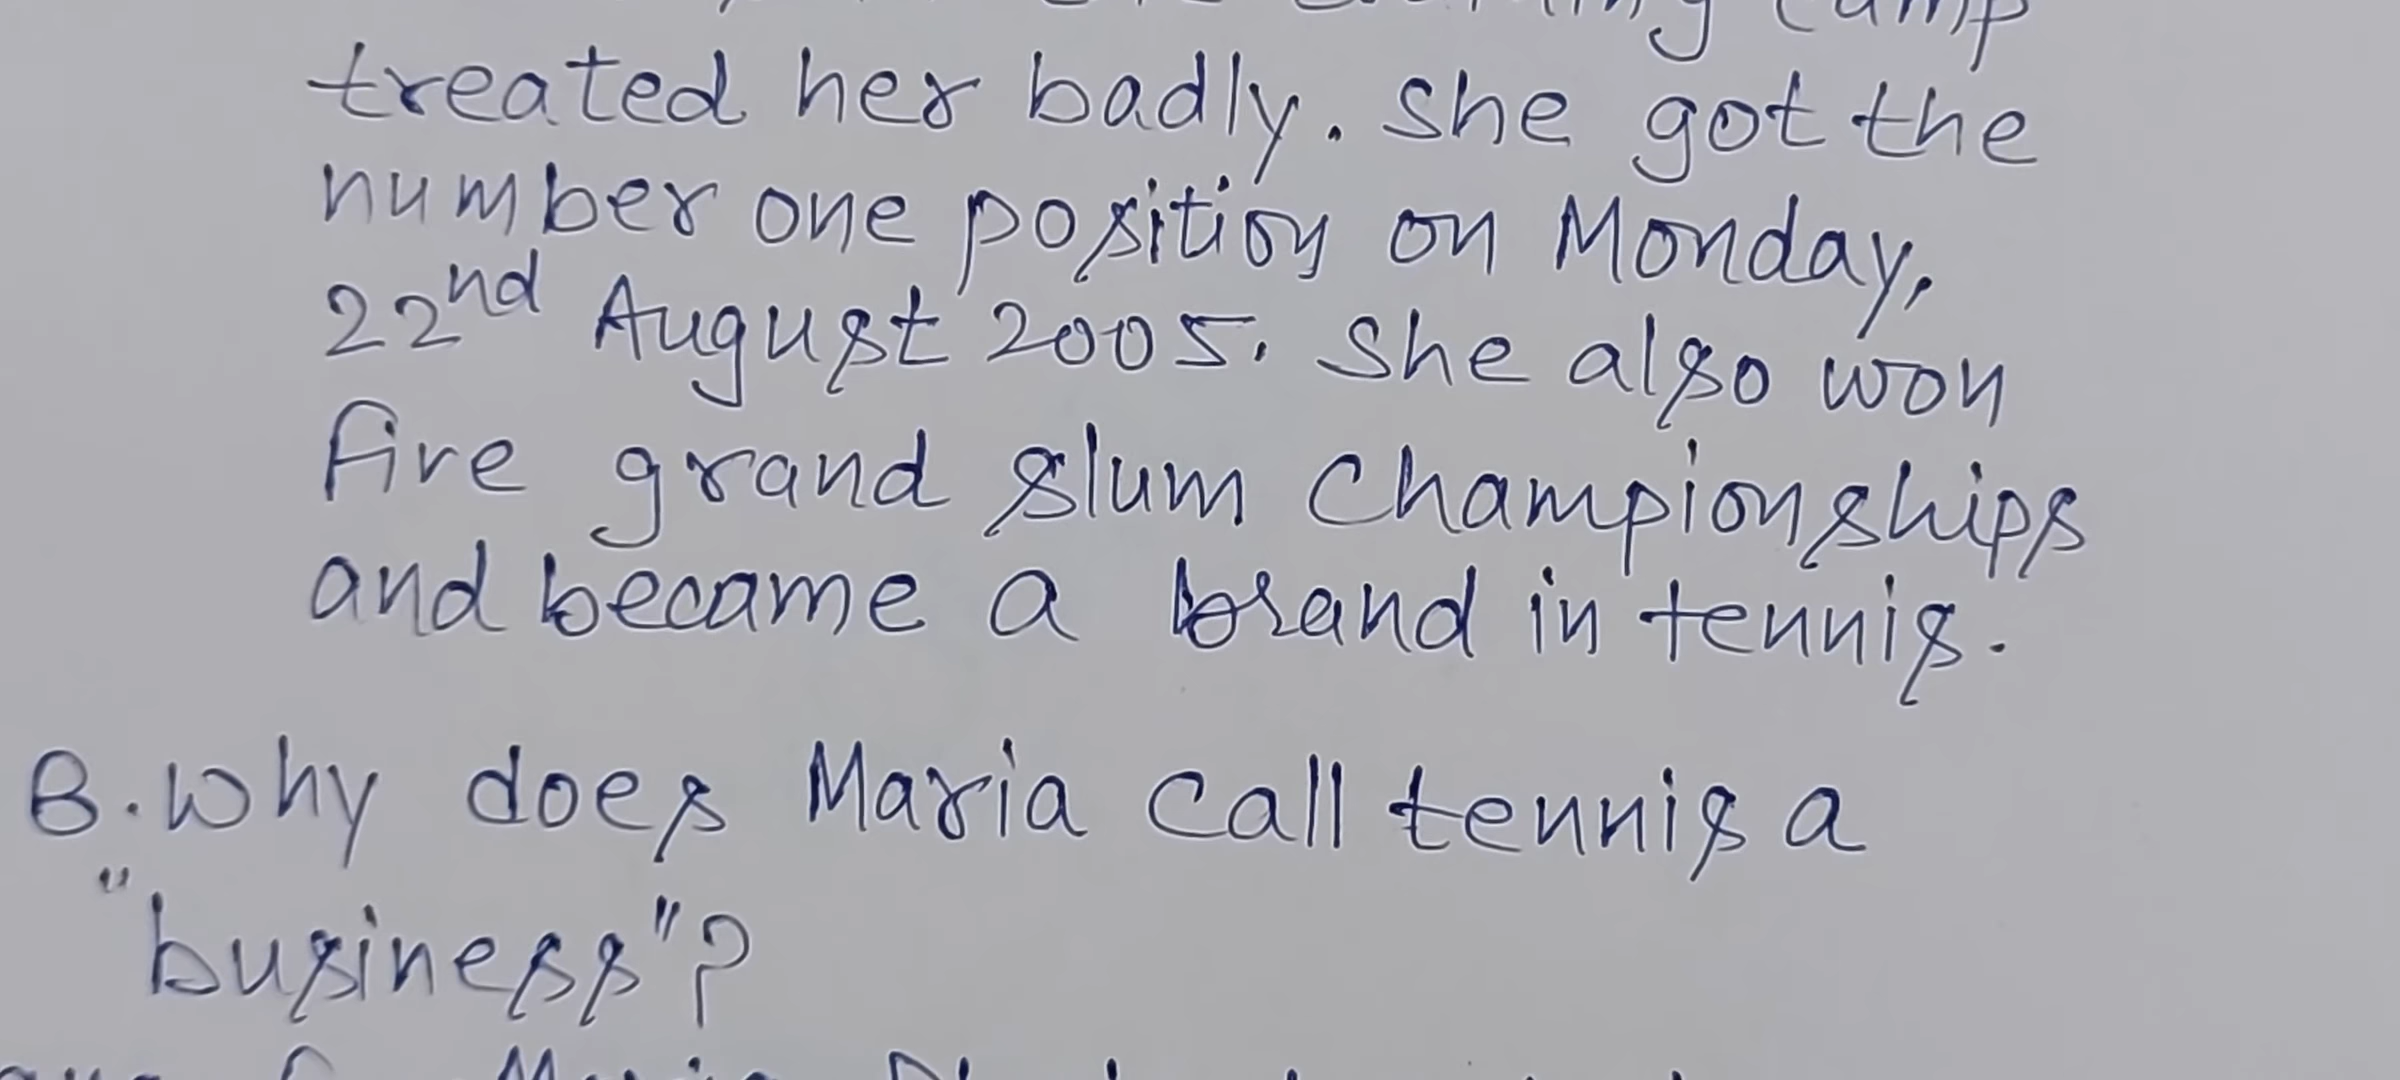 camp
treated her badly. She got the
number one position on Monday,
22nd August 2005. She also won
five grand slum championships
and became a brand in tennis.
B. Why does Maria call tennis a
"business"?